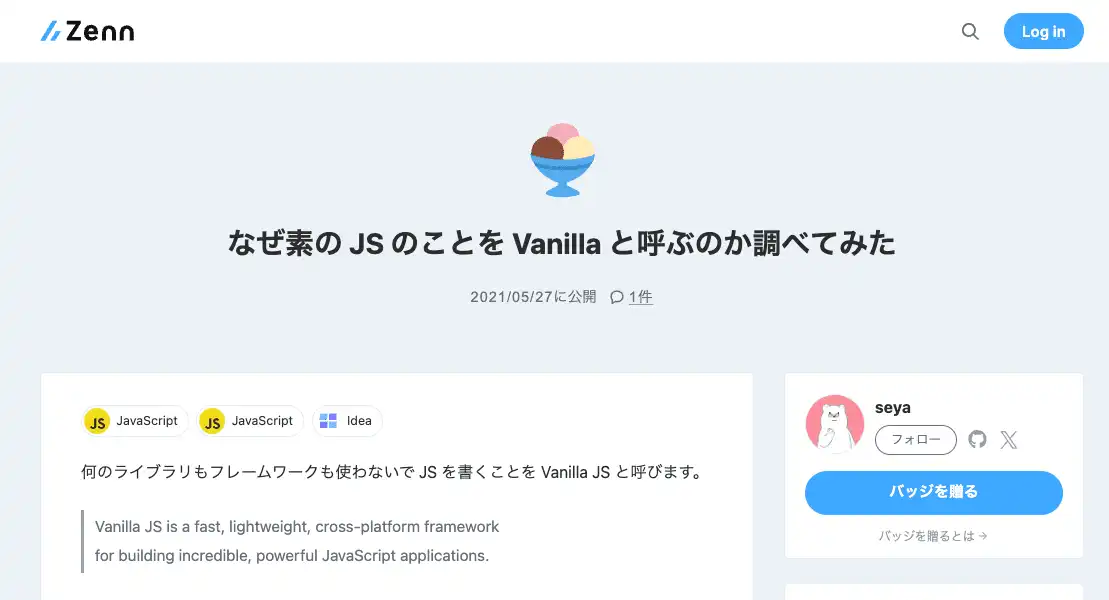 Zenn
Log in
なぜ素の JS のことを Vanilla と呼ぶのか調べてみた
2021/05/27に公開 1件
JS JavaScript JS JavaScript Idea
何のライブラリもフレームワークも使わないで JS を書くことを Vanilla JS と呼びます。
Vanilla JS is a fast, lightweight, cross-platform framework
for building incredible, powerful JavaScript applications.
seya
フォロー
バッジを贈る
バッジを贈るとは →